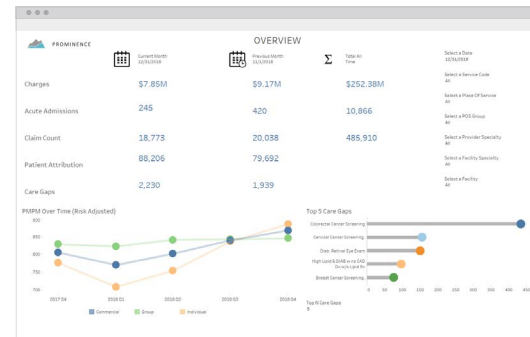 OVERVIEW
PROMINENCE
Current Month
12/31/2018
Previous Month
11/1/2018
Σ
Total All
Time
Select a Date
12/31/2018
Select a Service Code
All
Select a Place Of Service
All
Select a POS Group
All
Select a Provider Specialty
All
Select a Facility Specialty
All
Select a Facility
All
Charges
$7.85M
$9.17M
$252.38M
Acute Admissions
245
420
10,866
Claim Count
18,773
20,038
485,910
Patient Attribution
88,206
79,692
Care Gaps
2,230
1,939
PMPM Over Time (Risk Adjusted)
900
850
800
750
700
2017 Q4
2018 Q1
2018 Q2
2018 Q3
2018 Q4
Commercial
Group
Individual
Top 5 Care Gaps
Colorectal Cancer Screening
Cervical Cancer Screening
Diab. Retinal Eye Exam
High Lipid & DIAB w no CAD
Breast Cancer Screening
0 50 100 150 200 250 300 350 400 450
Top N Care Gaps
5